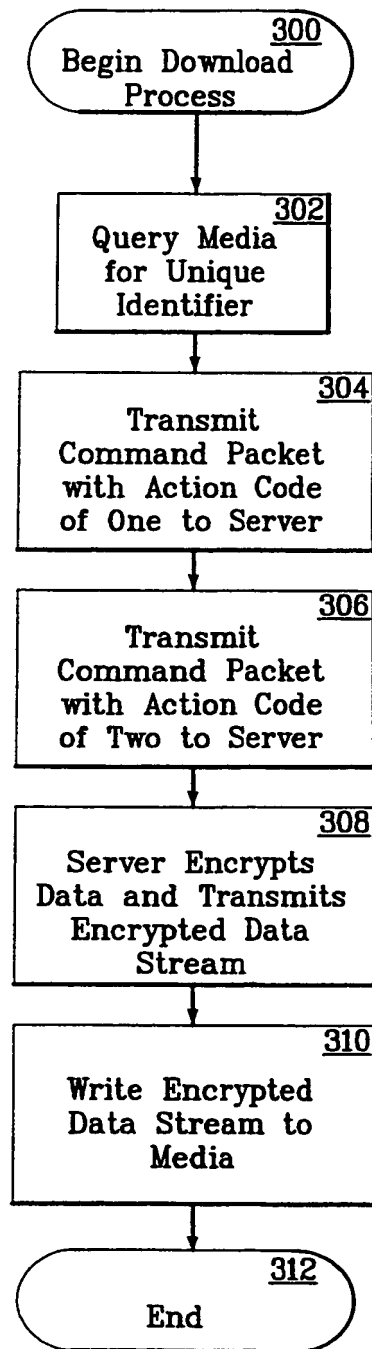 300
Begin Download
Process
302
Query Media
for Unique
Identifier
304
Transmit
Command Packet
with Action Code
of One to Server
306
Transmit
Command Packet
with Action Code
of Two to Server
308
Server Encrypts
Data and Transmits
Encrypted Data
Stream
310
Write Encrypted
Data Stream to
Media
312
End